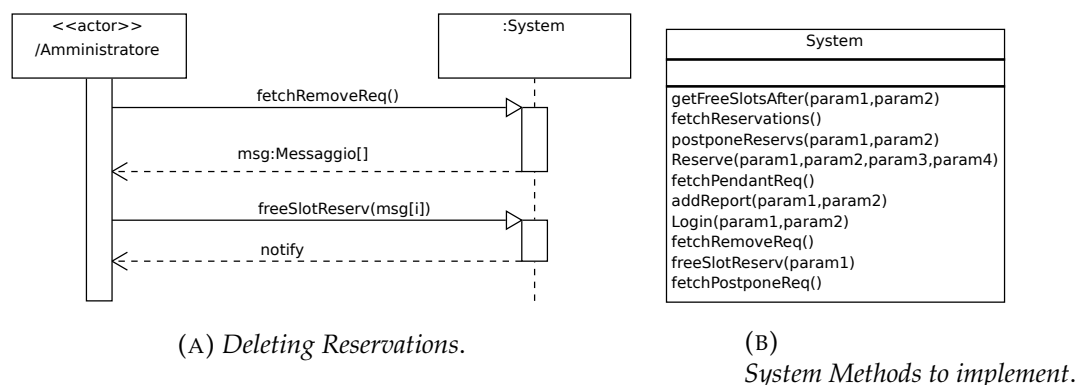 <<actor>>
/Amministratore
:System
fetchRemoveReq()
msg:Messaggio[]
freeSlotReserv(msg[i])
notify
System
getFreeSlotsAfter(param1,param2)
fetchReservations()
postponeReservs(param1,param2)
Reserve(param1,param2,param3,param4)
fetchPendantReq()
addReport(param1,param2)
Login(param1,param2)
fetchRemoveReq()
freeSlotReserv(param1)
fetchPostponeReq()
(A) Deleting Reservations.
(B)
System Methods to implement.